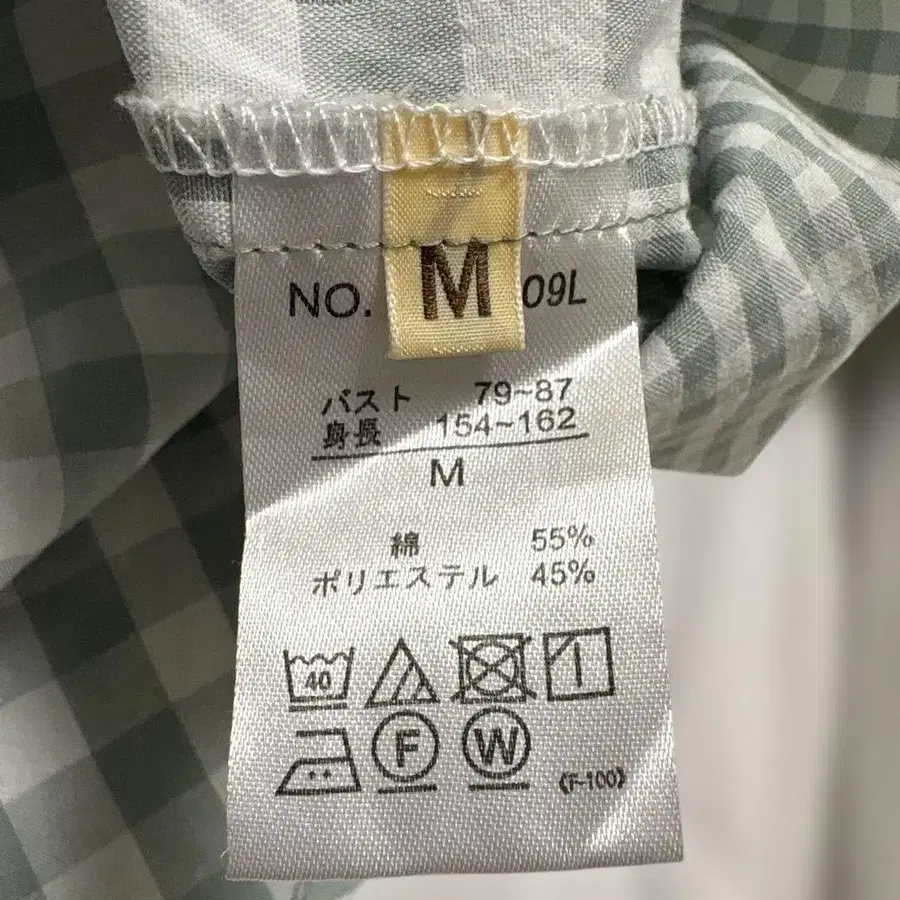 M
NO. 09L
バスト 79~87
身長 154~162
M
綿 55%
ポリエステル 45%
40
F W
《F-100》